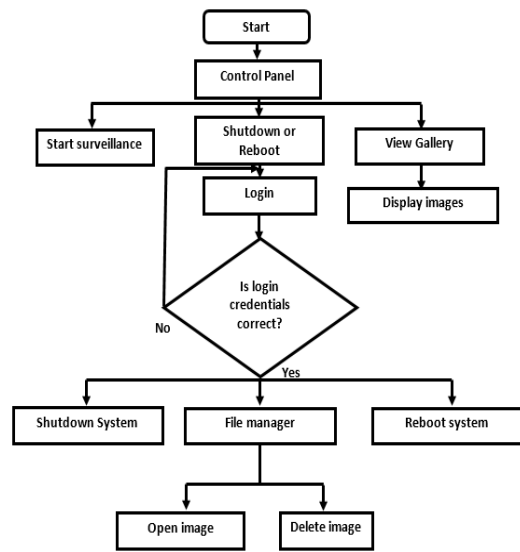 Start
Control Panel
Start surveillance
Shutdown or
Reboot
View Gallery
Login
Display images
Is login
credentials
correct?
No
Yes
Shutdown System
File manager
Reboot system
Open image
Delete image